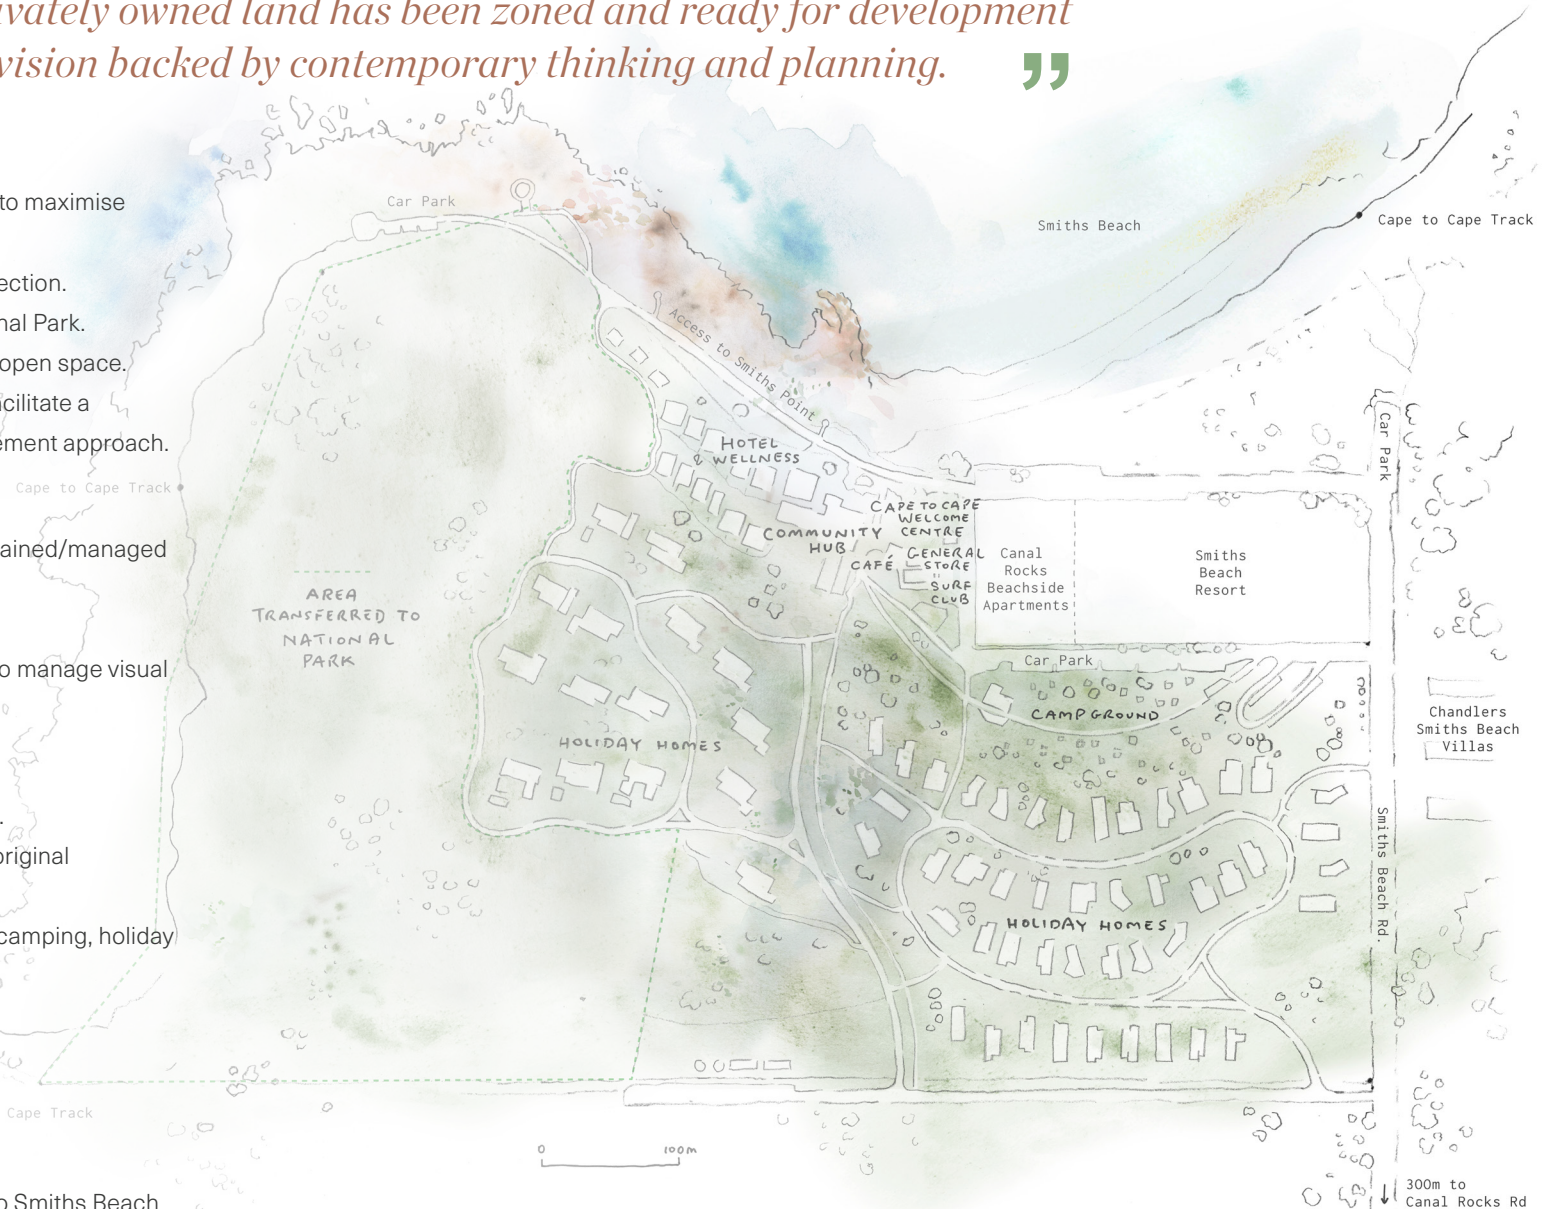 vately owned land has been zoned and ready for development
vision backed by contemporary thinking and planning.
”
to maximise
ection.
nal Park.
open space.
cilitate a
ement approach.
ained/managed
o manage visual
.
original
camping, holiday
o Smiths Beach
Car Park
Smiths Beach
Cape to Cape Track
Access to Smiths Point
Car Park
HOTEL
& WELLNESS
Cape to Cape Track
CAPE TO CAPE
WELCOME
CENTRE
COMMUNITY
HUB
CAFÉ
GENERAL
STORE
SURF
CLUB
Canal
Rocks
Beachside
Apartments
Smiths
Beach
Resort
AREA
TRANSFERRED TO
NATIONAL
PARK
Car Park
CAMPGROUND
Chandlers
Smiths Beach
Villas
HOLIDAY HOMES
Smiths Beach Rd.
HOLIDAY HOMES
Cape Track
0 100m
300m to
Canal Rocks Rd